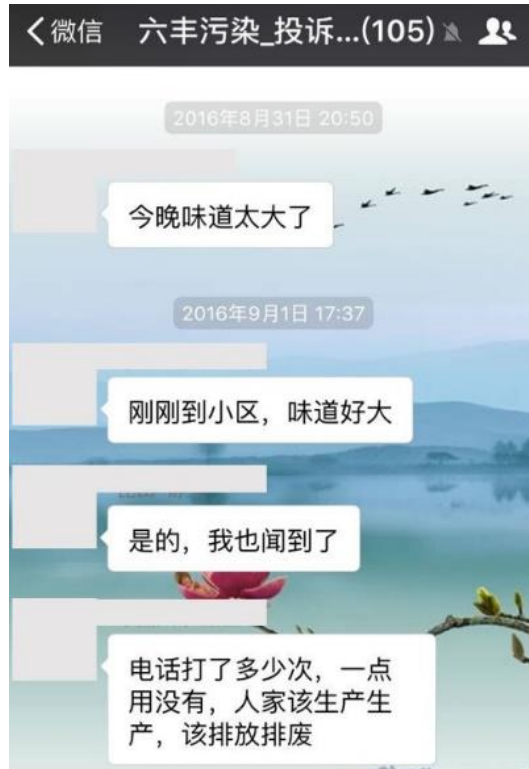 微信
六丰污染_投诉...(105)
2016年8月31日 20:50
今晚味道太大了
2016年9月1日 17:37
刚刚到小区，味道好大
是的，我也闻到了
电话打了多少次，一点
用没有，人家该生产生
产，该排放排废